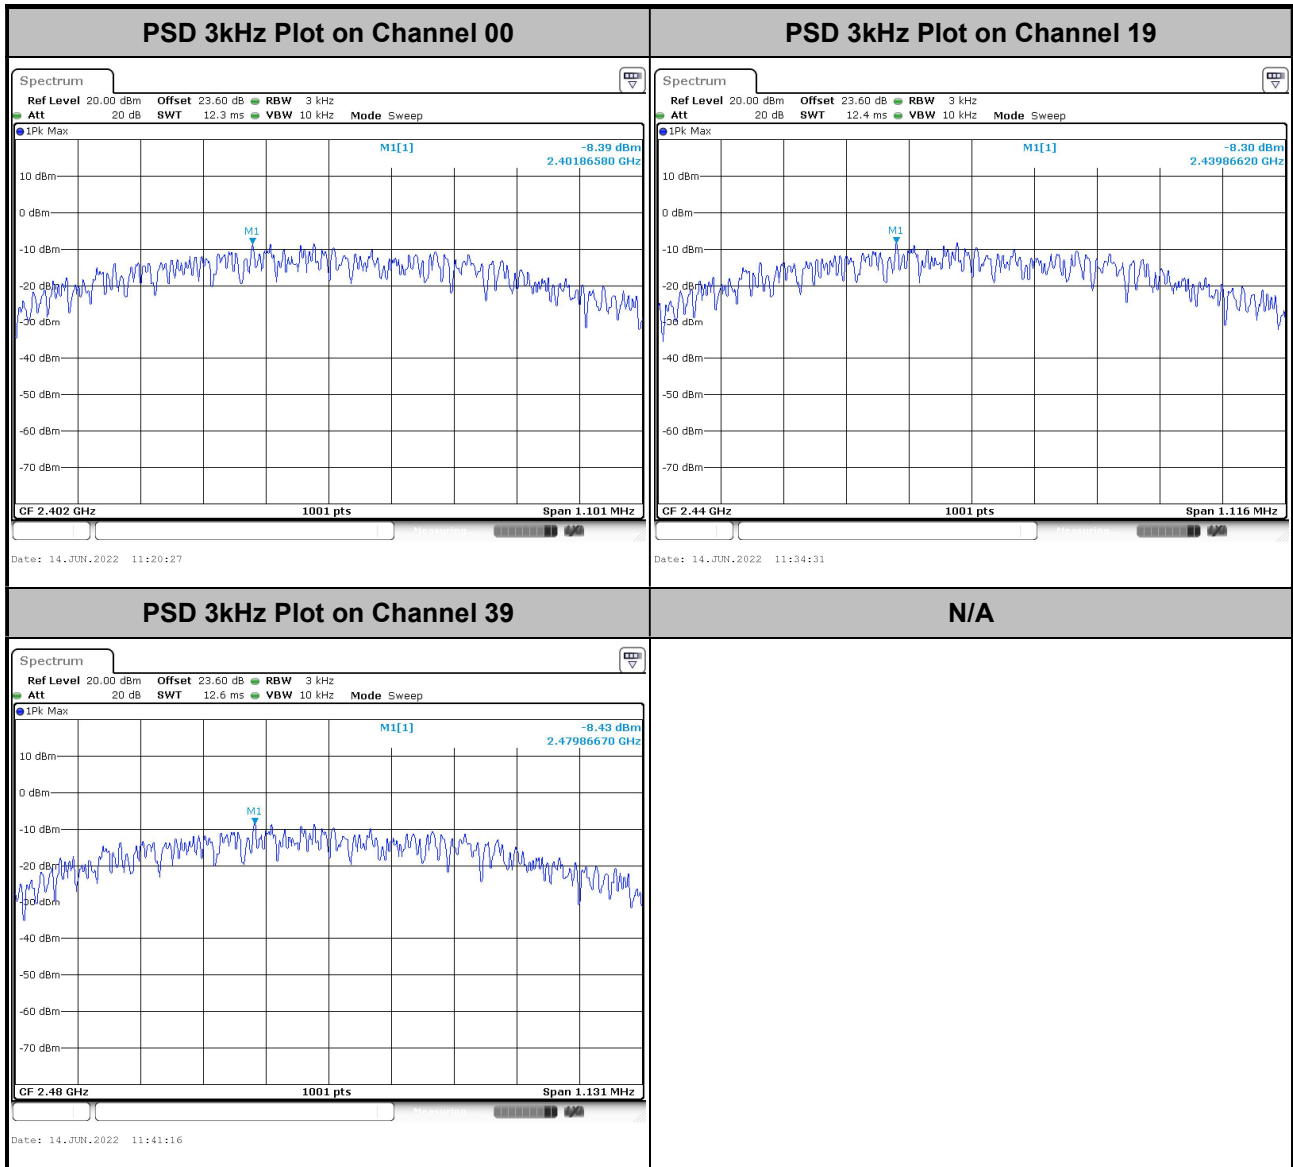 PSD 3kHz Plot on Channel 00
Spectrum
Ref Level 20.00 dBm Offset 23.60 dB RBW 3 kHz
Att 20 dB SWT 12.3 ms VBW 10 kHz Mode Sweep
1Pk Max
M1[1] -8.39 dBm
2.40186580 GHz
10 dBm
0 dBm
M1
-10 dBm
-20 dBm
-30 dBm
-40 dBm
-50 dBm
-60 dBm
-70 dBm
CF 2.402 GHz 1001 pts Span 1.101 MHz
Measuring
Date: 14.JUN.2022 11:20:27
PSD 3kHz Plot on Channel 19
Spectrum
Ref Level 20.00 dBm Offset 23.60 dB RBW 3 kHz
Att 20 dB SWT 12.4 ms VBW 10 kHz Mode Sweep
1Pk Max
M1[1] -8.30 dBm
2.43986620 GHz
10 dBm
0 dBm
M1
-10 dBm
-20 dBm
-30 dBm
-40 dBm
-50 dBm
-60 dBm
-70 dBm
CF 2.44 GHz 1001 pts Span 1.116 MHz
Measuring
Date: 14.JUN.2022 11:34:31
PSD 3kHz Plot on Channel 39
Spectrum
Ref Level 20.00 dBm Offset 23.60 dB RBW 3 kHz
Att 20 dB SWT 12.6 ms VBW 10 kHz Mode Sweep
1Pk Max
M1[1] -8.43 dBm
2.47986670 GHz
10 dBm
0 dBm
M1
-10 dBm
-20 dBm
-30 dBm
-40 dBm
-50 dBm
-60 dBm
-70 dBm
CF 2.48 GHz 1001 pts Span 1.131 MHz
Measuring
Date: 14.JUN.2022 11:41:16
N/A